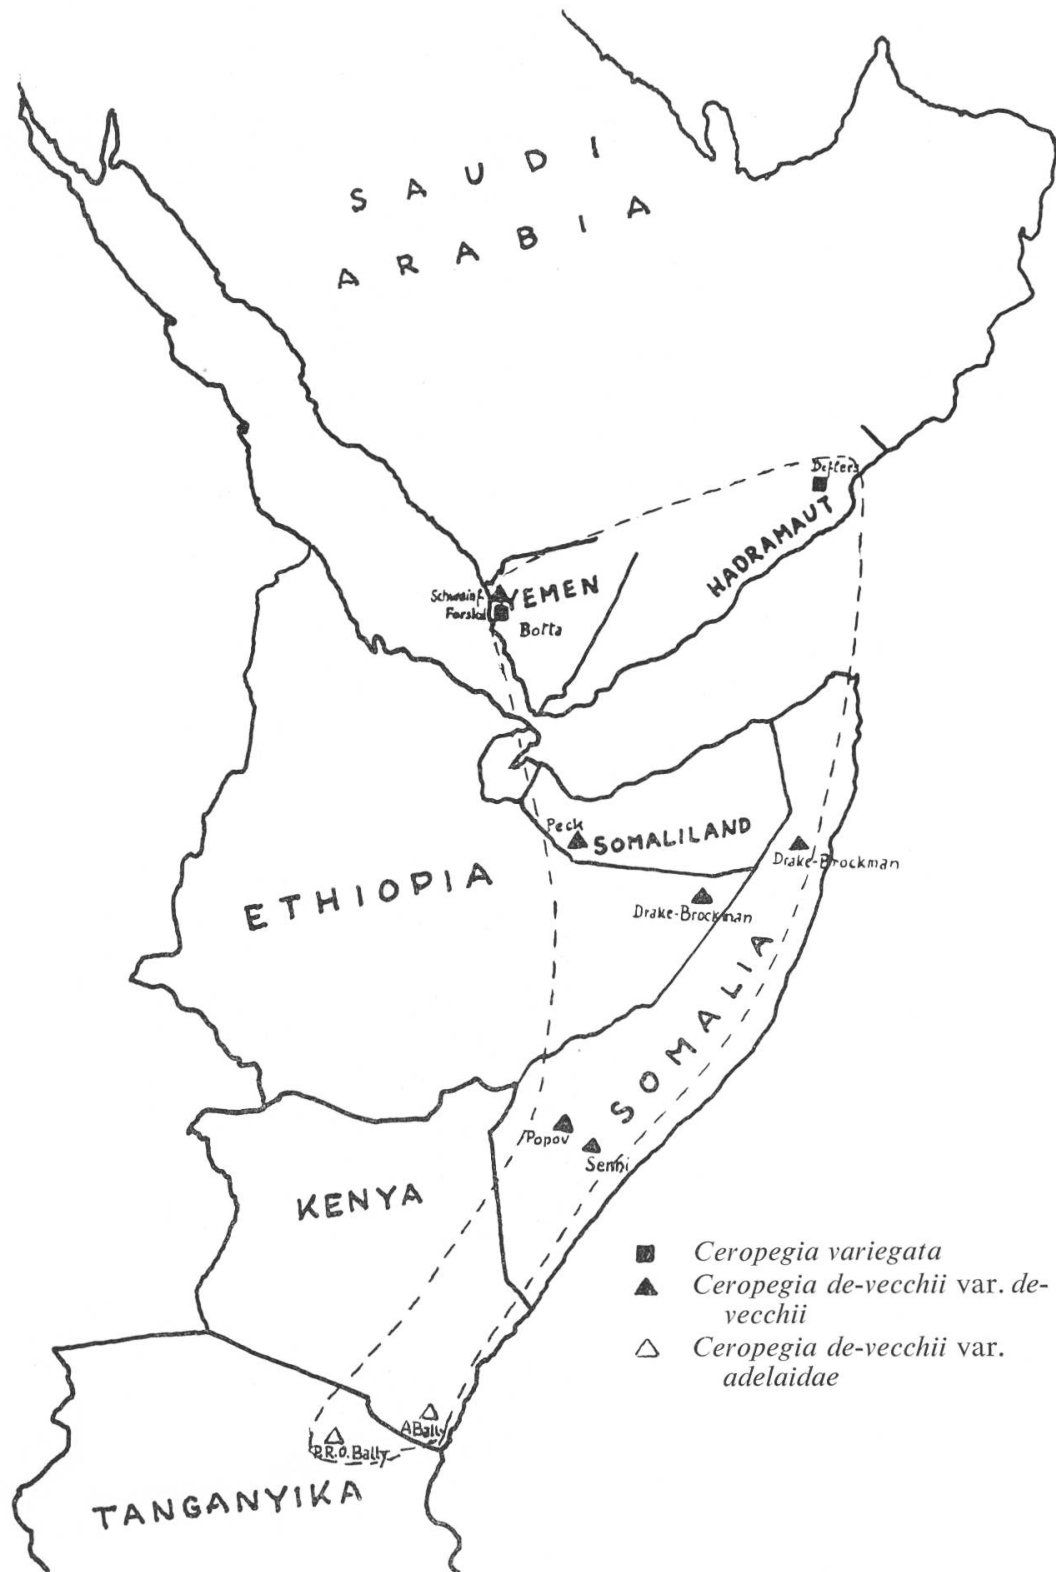 SAUDI
ARABIA
Deflers
HADRAMAUT
YEMEN
Schweinf.
Forskal
Botta
Peck
SOMALILAND
Drake-Brockman
ETHIOPIA
Drake-Brockman
SOMALIA
Popov
Senni
KENYA
Ceropegia variegata
Ceropegia de-vecchii var. de-
vecchii
Ceropegia de-vecchii var.
adelaidae
A Bally
P.R.O. Bally
TANGANYIKA